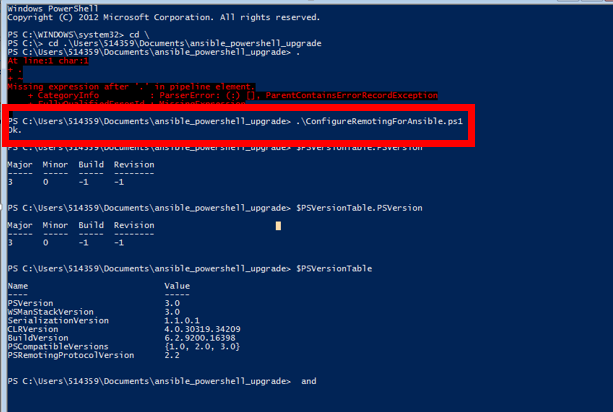 Windows PowerShell
Copyright (C) 2012 Microsoft Corporation. All rights reserved.
PS C:\WINDOWS\system32> cd \
PS C:\> cd .\Users\514359\Documents\ansible_powershell_upgrade
PS C:\Users\514359\Documents\ansible_powershell_upgrade> .
At line:1 char:1
+ .
+ ~
Missing expression after '.' in pipeline element.
+ CategoryInfo : ParserError: (:) [], ParentContainsErrorRecordException
PS C:\Users\514359\Documents\ansible_powershell_upgrade> .\ConfigureRemotingForAnsible.ps1
Ok.
PS C:\Users\514359\Documents\ansible_powershell_upgrade> $PSVersionTable.PSVersion
Major Minor Build Revision
----- ----- ----- --------
3 0 -1 -1
PS C:\Users\514359\Documents\ansible_powershell_upgrade> $PSVersionTable.PSVersion
Major Minor Build Revision
----- ----- ----- --------
3 0 -1 -1
PS C:\Users\514359\Documents\ansible_powershell_upgrade> $PSVersionTable
Name Value
---- -----
PSVersion 3.0
WSManStackVersion 3.0
SerializationVersion 1.1.0.1
CLRVersion 4.0.30319.34209
BuildVersion 6.2.9200.16398
PSCompatibleVersions {1.0, 2.0, 3.0}
PSRemotingProtocolVersion 2.2
PS C:\Users\514359\Documents\ansible_powershell_upgrade> and